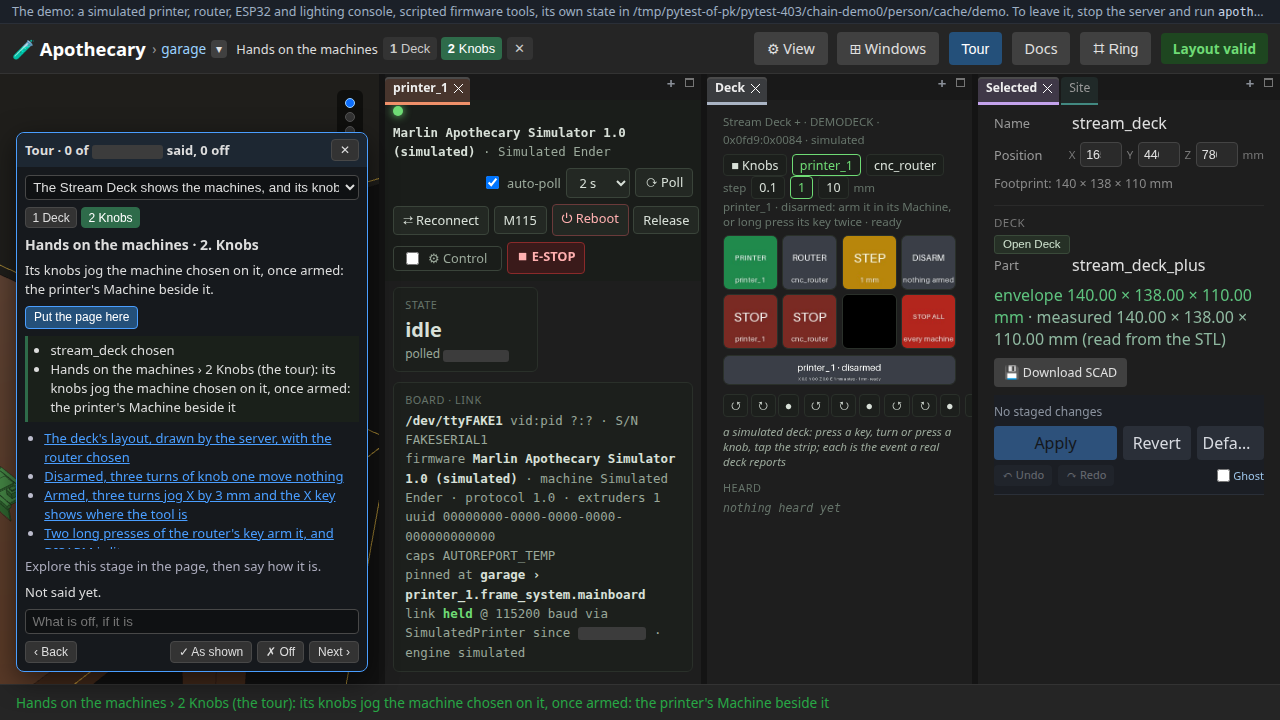 The demo: a simulated printer, router, ESP32 and lighting console, scripted firmware tools, its own state in /tmp/pytest-of-pk/pytest-403/chain-demo0/person/cache/demo. To leave it, stop the server and run apoth...
Apothecary › garage ▾ Hands on the machines 1 Deck 2 Knobs ✕
View Windows Tour Docs Ring Layout valid
Tour · 0 of said, 0 off ✕
The Stream Deck shows the machines, and its knob
1 Deck 2 Knobs
Hands on the machines · 2. Knobs
Its knobs jog the machine chosen on it, once armed:
the printer's Machine beside it.
Put the page here
stream_deck chosen
Hands on the machines › 2 Knobs (the tour): its
knobs jog the machine chosen on it, once armed:
the printer's Machine beside it
The deck's layout, drawn by the server, with the
router chosen
Disarmed, three turns of knob one move nothing
Armed, three turns jog X by 3 mm and the X key
shows where the tool is
Two long presses of the router's key arm it, and
Explore this stage in the page, then say how it is.
Not said yet.
What is off, if it is
‹ Back ✓ As shown ✗ Off Next ›
printer_1
Marlin Apothecary Simulator 1.0
(simulated) · Simulated Ender
auto-poll 2 s Poll
Reconnect M115 Reboot Release
Control E-STOP
STATE
idle
polled
BOARD · LINK
/dev/ttyFAKE1 vid:pid ?:? · S/N
FAKESERIAL1
firmware Marlin Apothecary Simulator
1.0 (simulated) · machine Simulated
Ender · protocol 1.0 · extruders 1
uuid 00000000-0000-0000-0000-
000000000000
caps AUTOREPORT_TEMP
pinned at garage ›
printer_1.frame_system.mainboard
link held @ 115200 baud via
SimulatedPrinter since ·
engine simulated
Deck
Stream Deck + · DEMODECK ·
0x0fd9:0x0084 · simulated
■ Knobs printer_1 cnc_router
step 0.1 1 10 mm
printer_1 · disarmed: arm it in its Machine,
or long press its key twice · ready
PRINTER ROUTER STEP DISARM
printer_1 cnc_router 1 mm nothing armed
STOP STOP STOP ALL
printer_1 cnc_router every machine
printer_1 · disarmed
a simulated deck: press a key, turn or press a
knob, tap the strip; each is the event a real
deck reports
HEARD
nothing heard yet
Selected Site
Name stream_deck
Position X 16 Y 44 Z 78 mm
Footprint: 140 × 138 × 110 mm
DECK
Open Deck
Part stream_deck_plus
envelope 140.00 × 138.00 × 110.00
mm · measured 140.00 × 138.00 ×
110.00 mm (read from the STL)
Download SCAD
No staged changes
Apply Revert Defa...
Undo Redo Ghost
Hands on the machines › 2 Knobs (the tour): its knobs jog the machine chosen on it, once armed: the printer's Machine beside it